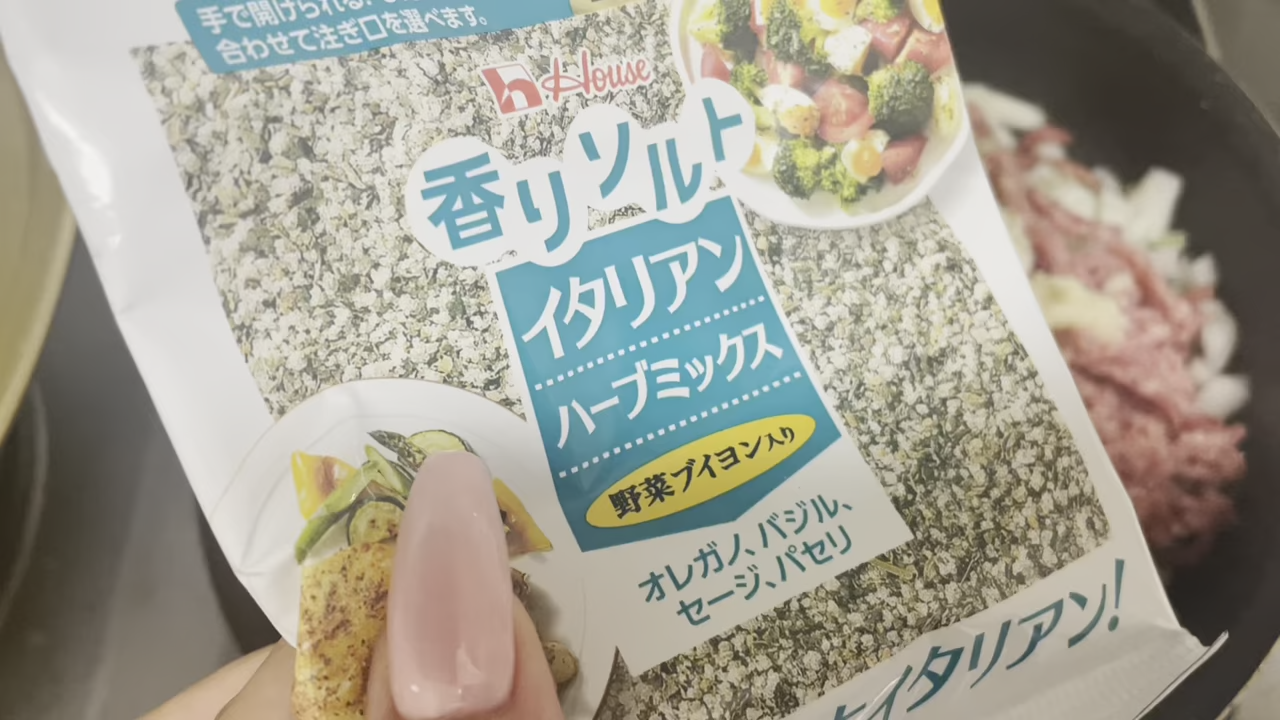 手で開けられる!
合わせて注ぎ口を選べます。
House
香りソルト
イタリアン
ハーブミックス
野菜ブイヨン入り
オレガノ、バジル、
セージ、パセリ
イタリアン!